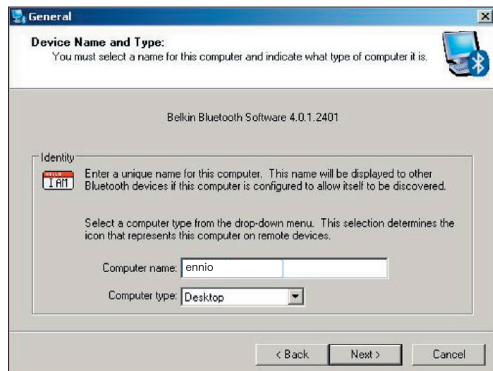 General
Device Name and Type:
You must select a name for this computer and indicate what type of computer it is.
Belkin Bluetooth Software 4.0.1.2401
Identity
HELLO
I AM
Enter a unique name for this computer. This name will be displayed to other
Bluetooth devices if this computer is configured to allow itself to be discovered.
Select a computer type from the drop-down menu. This selection determines the
icon that represents this computer on remote devices.
Computer name: ennio
Computer type: Desktop
< Back Next > Cancel